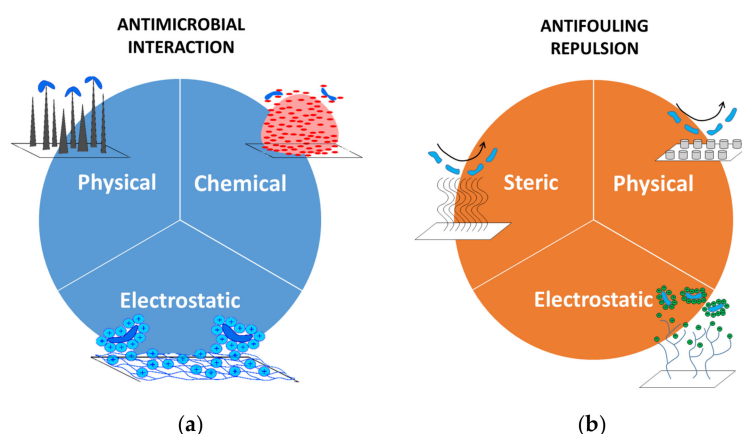 ANTIMICROBIAL
INTERACTION
Physical
Chemical
Electrostatic
(a)
ANTIFOULING
REPULSION
Steric
Physical
Electrostatic
(b)